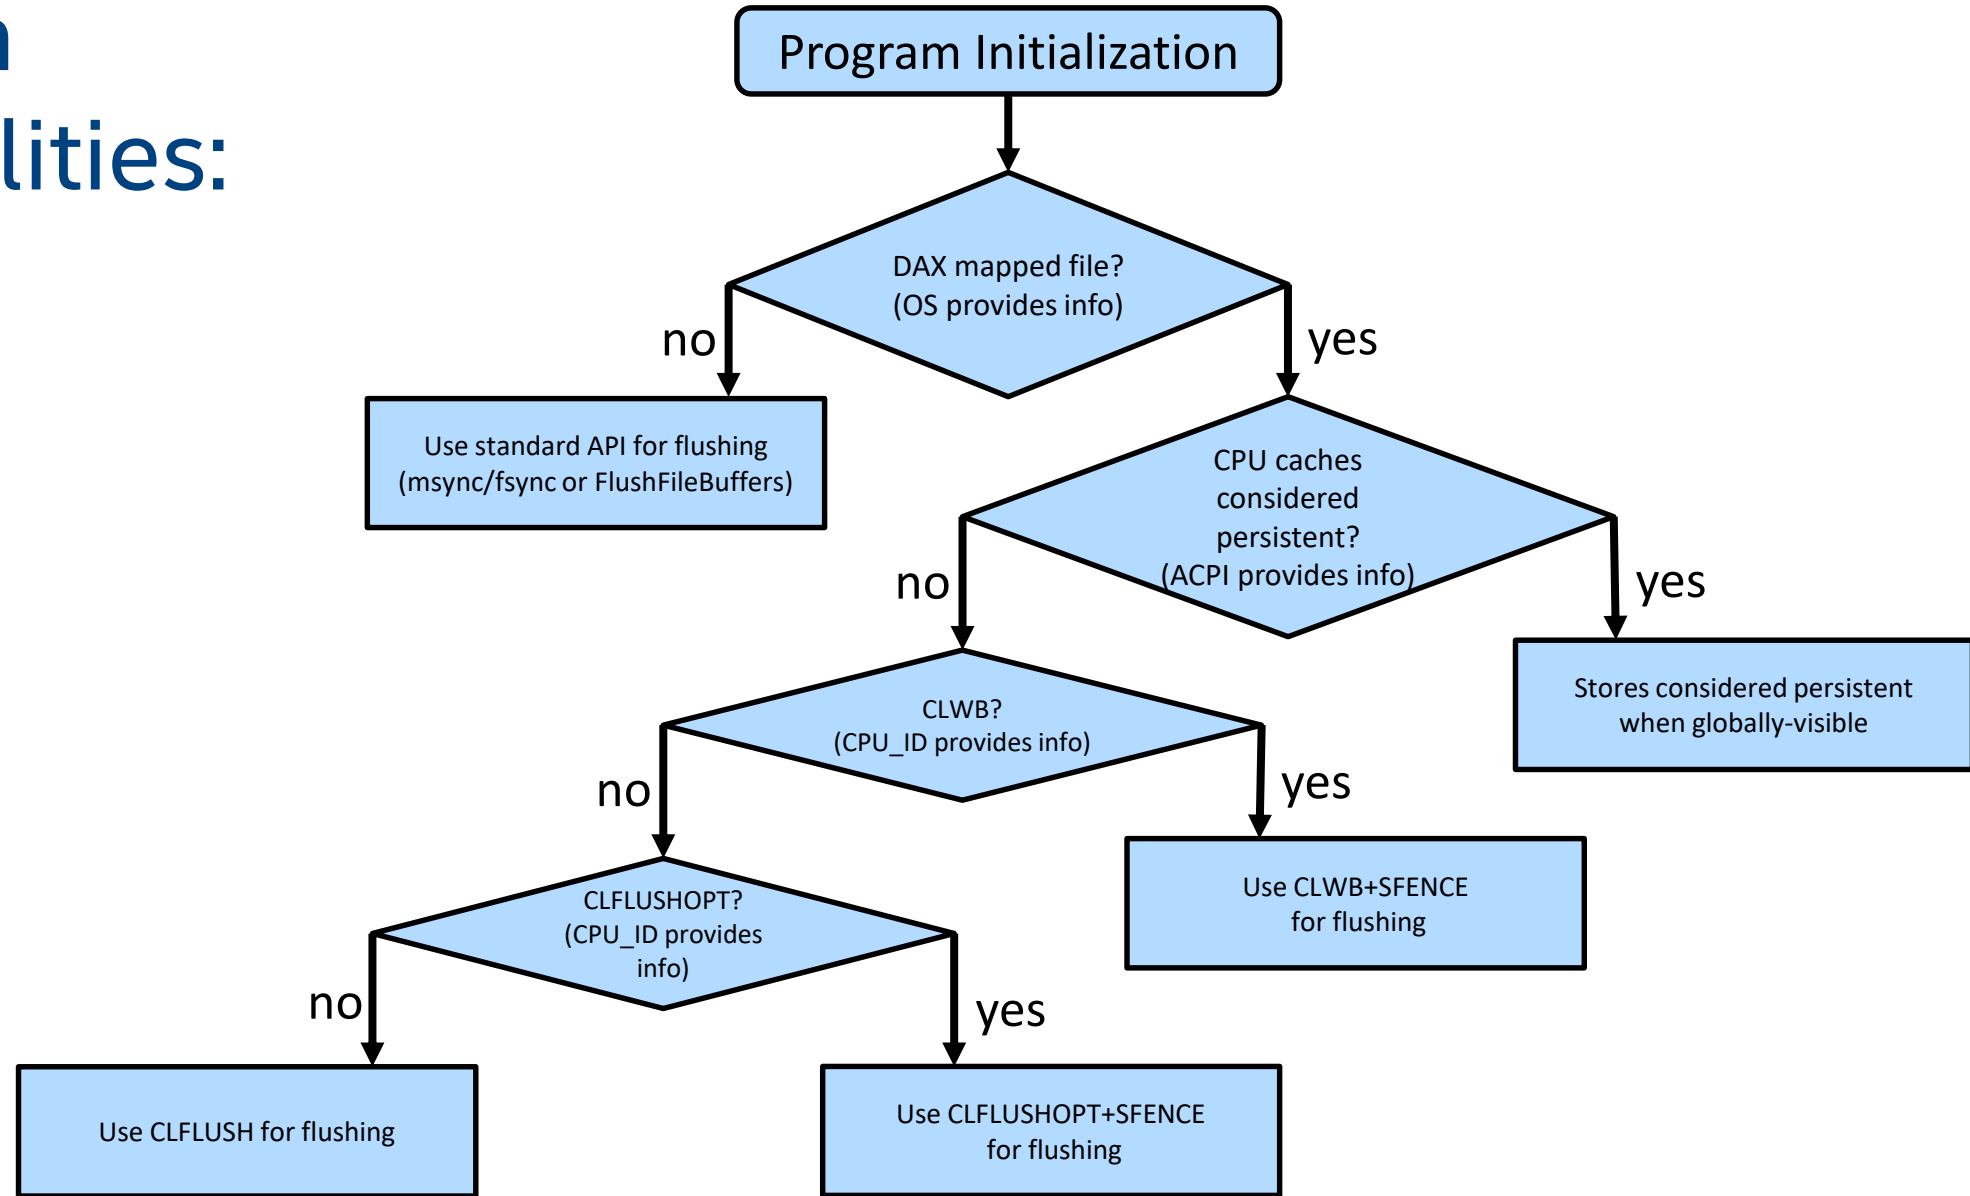 lities:
Program Initialization
DAX mapped file?
(OS provides info)
no
yes
Use standard API for flushing
(msync/fsync or FlushFileBuffers)
CPU caches
considered
persistent?
(ACPI provides info)
no
yes
Stores considered persistent
when globally-visible
CLWB?
(CPU_ID provides info)
no
yes
Use CLWB+SFENCE
for flushing
CLFLUSHOPT?
(CPU_ID provides
info)
no
yes
Use CLFLUSH for flushing
Use CLFLUSHOPT+SFENCE
for flushing